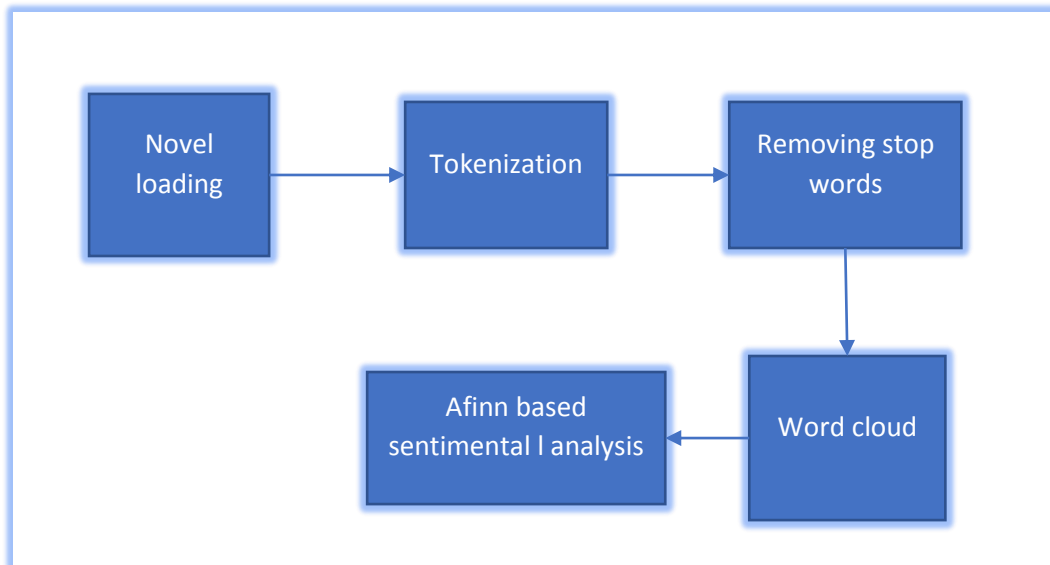 Novel
loading
Tokenization
Removing stop
words
Word cloud
Afinn based
sentimental l analysis